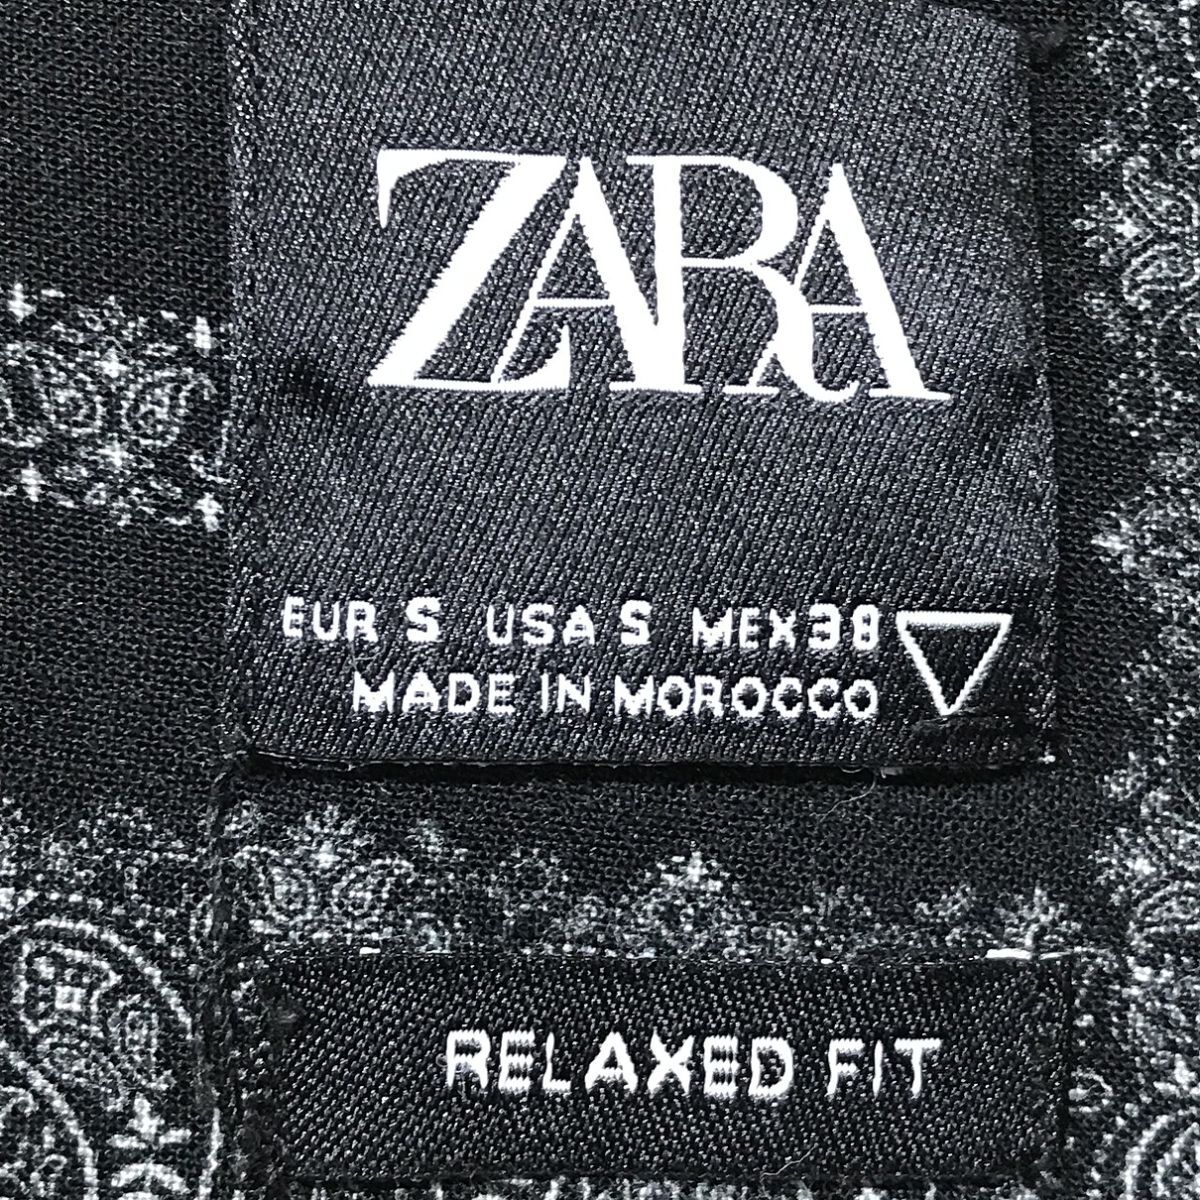 ZARA
EUR S USA S MEX 38
MADE IN MOROCCO
RELAXED FIT